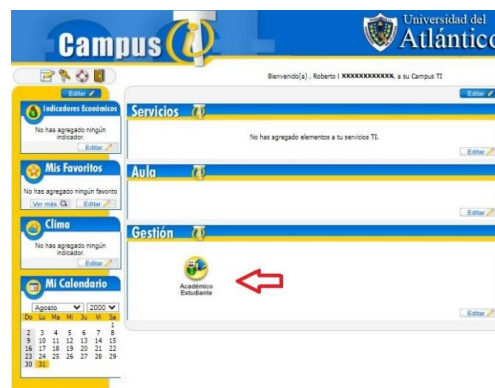 Campus
ti
Universidad del
Atlántico
Bienvenido(a) , Roberto I XXXXXXXXXXXX, a su Campus TI
Editar
Editar
Indicadores Económicos
No has agregado ningún
indicador.
Editar
Mis Favoritos
No has agregado ningún favorito
Ver más
Editar
Clima
No has agregado ningún
indicador.
Editar
Mi Calendario
Agosto 2000
Do Lu Ma Mi Ju Vi Sa
1
2 3 4 5 6 7 8
9 10 11 12 13 14 15
16 17 18 19 20 21 22
23 24 25 26 27 28 29
30 31
Servicios
No has agregado elementos a tu servicios TI.
Editar
Aula
Editar
Gestión
Académico
Estudiante
Editar